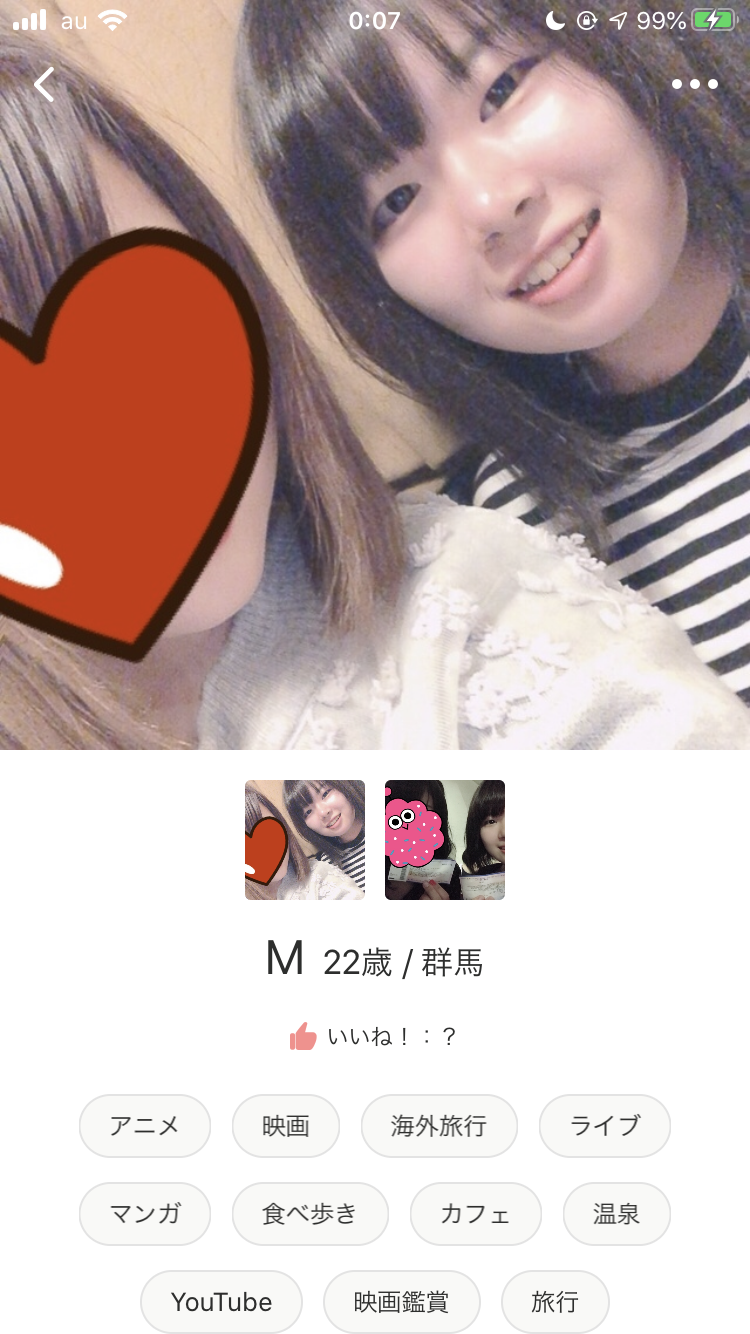 au 0:07 99%
M 22歳 / 群馬
いいね！：？
アニメ 映画 海外旅行 ライブ
マンガ 食べ歩き カフェ 温泉
YouTube 映画鑑賞 旅行